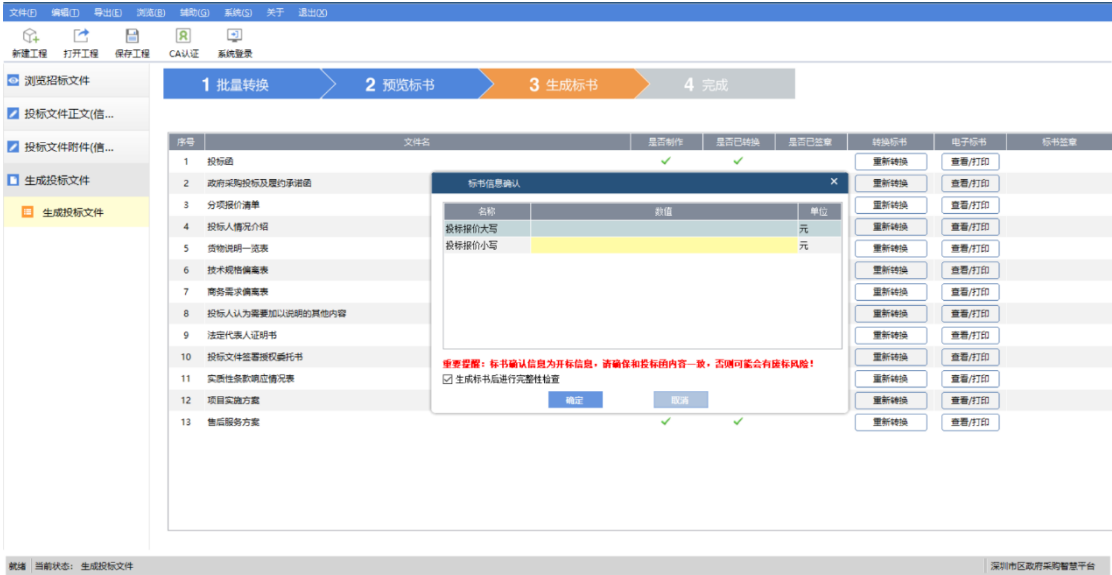 文件(F) 编辑(T) 导出(E) 浏览(B) 辅助(G) 系统(S) 关于 退出(X)
新建工程 打开工程 保存工程 CA认证 系统登录
浏览招标文件
投标文件正文(信...
投标文件附件(信...
生成投标文件
生成投标文件
1 批量转换 2 预览标书 3 生成标书 4 完成
序号 文件名 是否制作 是否已转换 是否已签章 转换标书 电子标书 标书签章
1 投标函 重新转换 查看/打印
2 政府采购投标及履约承诺函 重新转换 查看/打印
3 分项报价清单 重新转换 查看/打印
4 投标人情况介绍 重新转换 查看/打印
5 货物说明一览表 重新转换 查看/打印
6 技术规格偏离表 重新转换 查看/打印
7 商务需求偏离表 重新转换 查看/打印
8 投标人认为需要加以说明的其他内容 重新转换 查看/打印
9 法定代表人证明书 重新转换 查看/打印
10 投标文件签署授权委托书 重新转换 查看/打印
11 实质性条款响应情况表 重新转换 查看/打印
12 项目实施方案 重新转换 查看/打印
13 售后服务方案 重新转换 查看/打印
标书信息确认
名称 数值 单位
投标报价大写 元
投标报价小写 元
重要提醒：标书确认信息为开标信息，请确保和投标函内容一致，否则可能会有废标风险！
生成标书后进行完整性检查
确定 取消
就绪 当前状态： 生成投标文件 深圳市区政府采购智慧平台